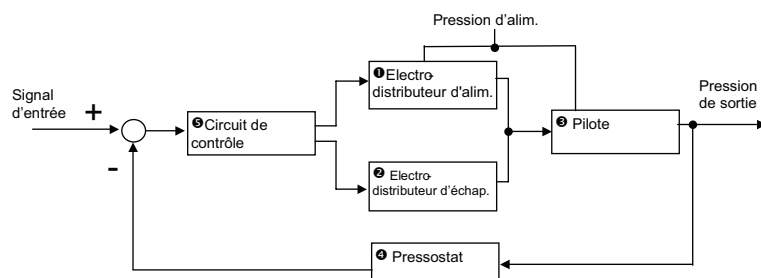 Pression d'alim.
❶Electro-
distributeur d'alim.
Signal
d'entrée
+
-
❺Circuit de
contrôle
❸ Pilote
Pression
de sortie
❷ Electro-
distributeur d'échap.
❹ Pressostat